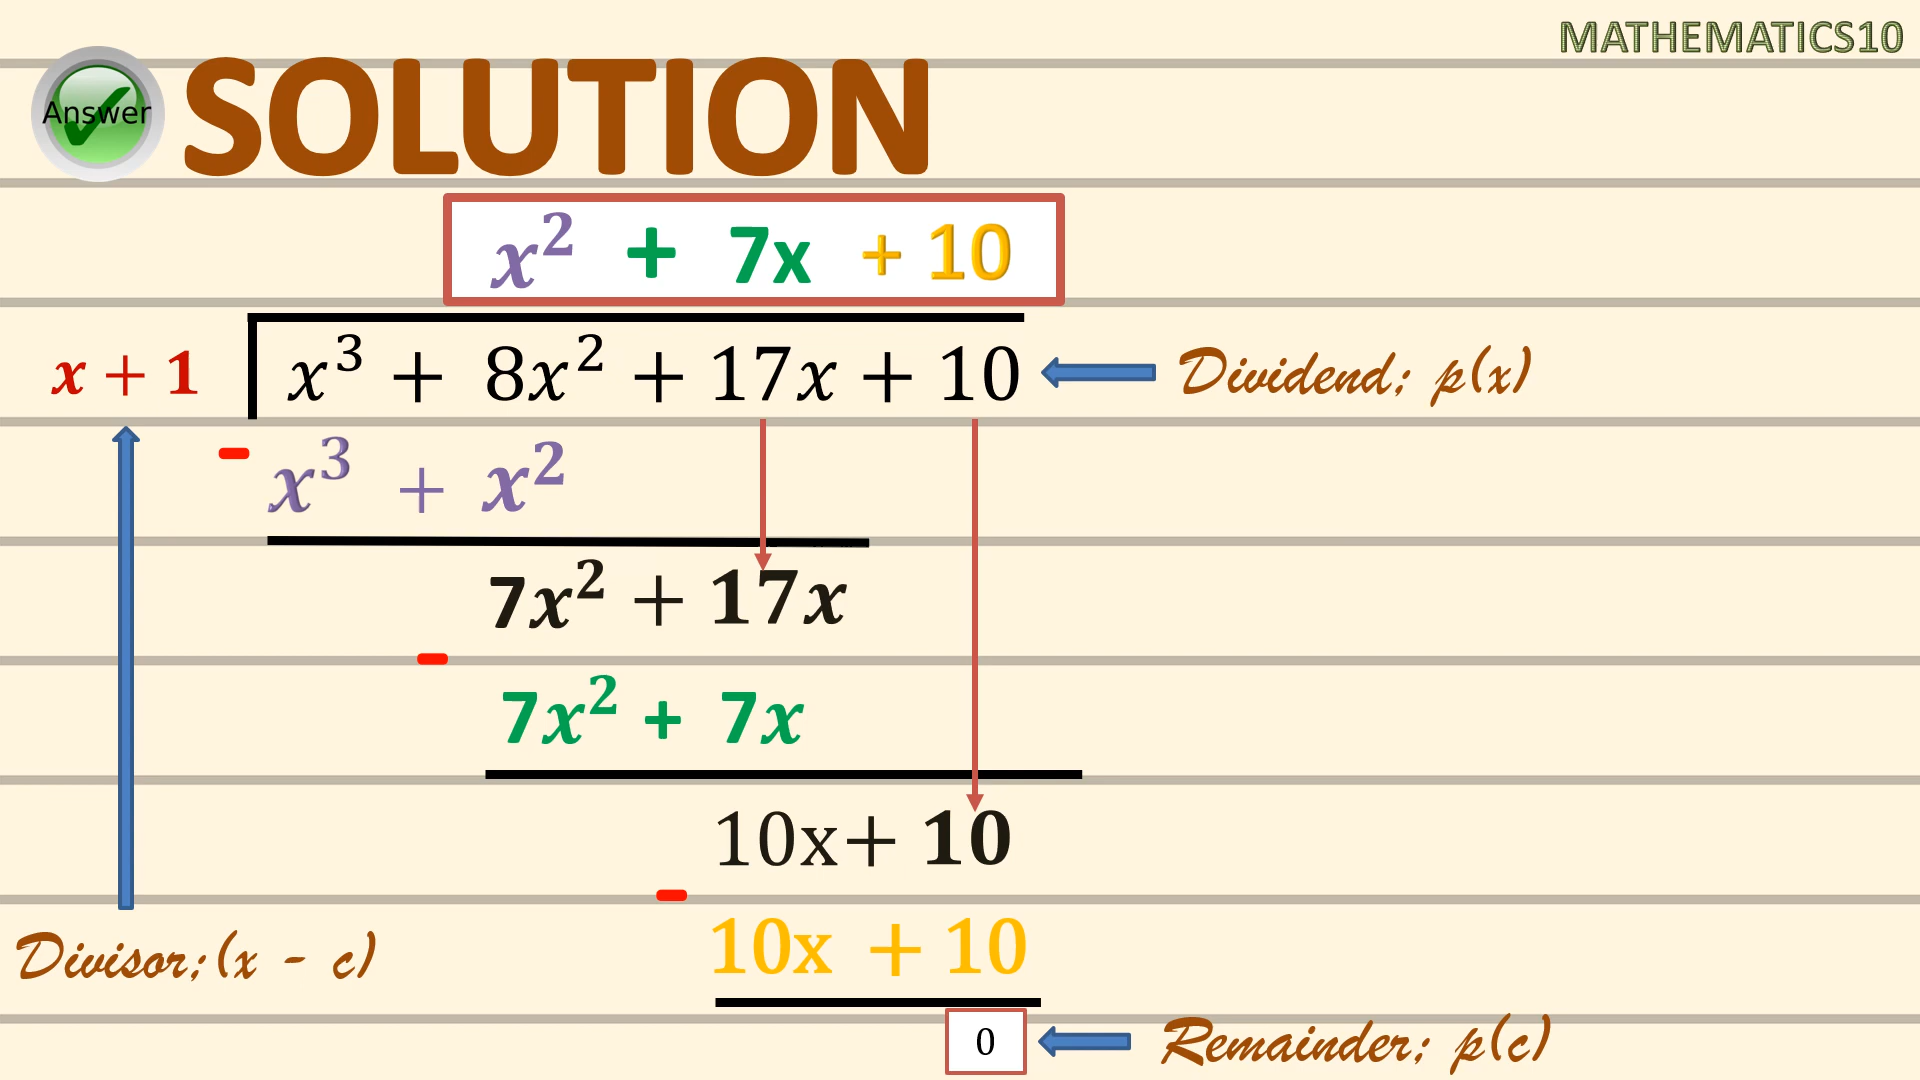 MATHEMATICS10
Answer
SOLUTION
x² + 7x + 10
x + 1 x³ + 8x² + 17x + 10 Dividend; p(x)
- x³ + x²
7x² + 17x
-
7x² + 7x
10x+ 10
-
10x + 10
Divisor;(x - c)
0 Remainder; p(c)